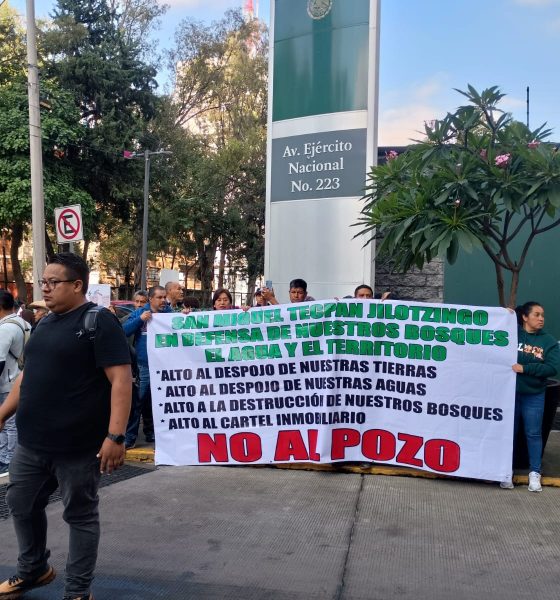 Av. Ejército
Nacional
No. 223
E
SAN MIGUEL TECPAN JILOTZINGO
EN DEFENSA DE NUESTROS BOSQUES
EL AGUA Y EL TERRITORIO
*ALTO AL DESPOJO DE NUESTRAS TIERRAS
*ALTO AL DESPOJO DE NUESTRAS AGUAS
*ALTO A LA DESTRUCCIÓN DE NUESTROS BOSQUES
*ALTO AL CARTEL INMOBILIARIO
NO AL POZO